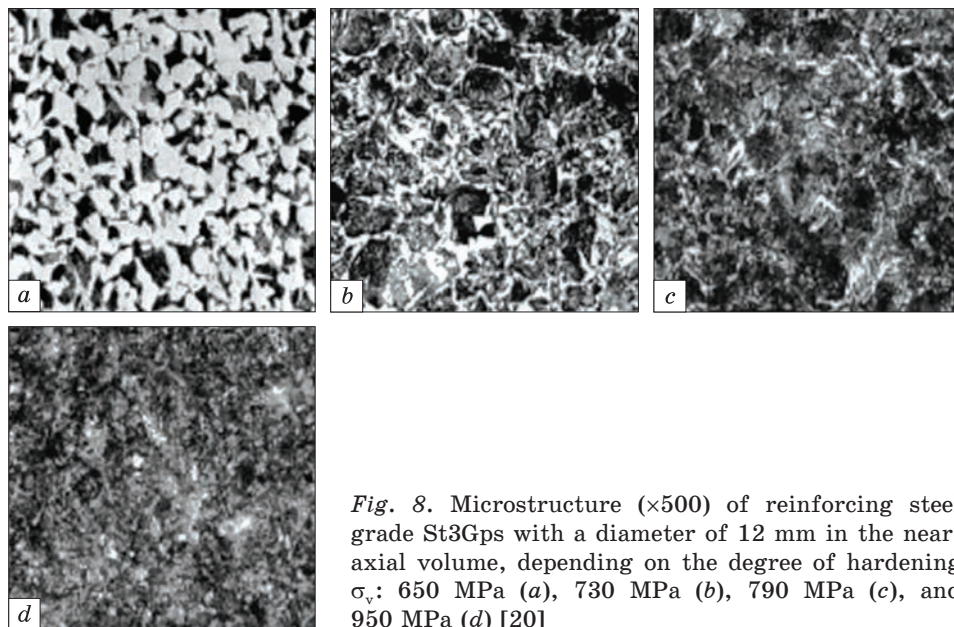 a
b
c
d
Fig. 8. Microstructure (×500) of reinforcing stee
grade St3Gps with a diameter of 12 mm in the near
axial volume, depending on the degree of hardening
σᵥ: 650 MPa (a), 730 MPa (b), 790 MPa (c), and
950 MPa (d) [20]